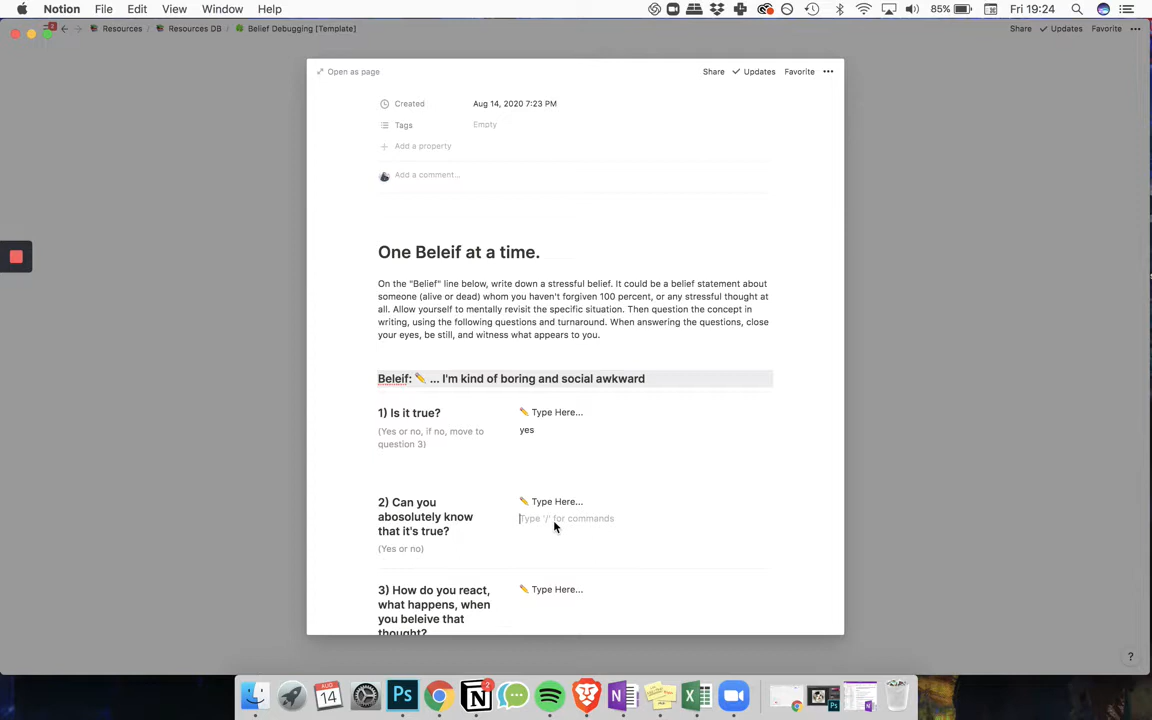 Notion File Edit View Window Help 85% Fri 19:24
2
Resources / Resources DB / Belief Debugging [Template] Share Updates Favorite
Open as page Share Updates Favorite
Created Aug 14, 2020 7:23 PM
Tags Empty
Add a property
Add a comment...
One Beleif at a time.
On the "Belief" line below, write down a stressful belief. It could be a belief statement about
someone (alive or dead) whom you haven't forgiven 100 percent, or any stressful thought at
all. Allow yourself to mentally revisit the specific situation. Then question the concept in
writing, using the following questions and turnaround. When answering the questions, close
your eyes, be still, and witness what appears to you.
Beleif: ✏️ ... I'm kind of boring and social awkward
1) Is it true?
(Yes or no, if no, move to
question 3)
✏️ Type Here...
yes
2) Can you
abosolutely know
that it's true?
(Yes or no)
✏️ Type Here...
Type '/' for commands
3) How do you react,
what happens, when
you beleive that
thought?
✏️ Type Here...
?
AUG
14
Ps
2